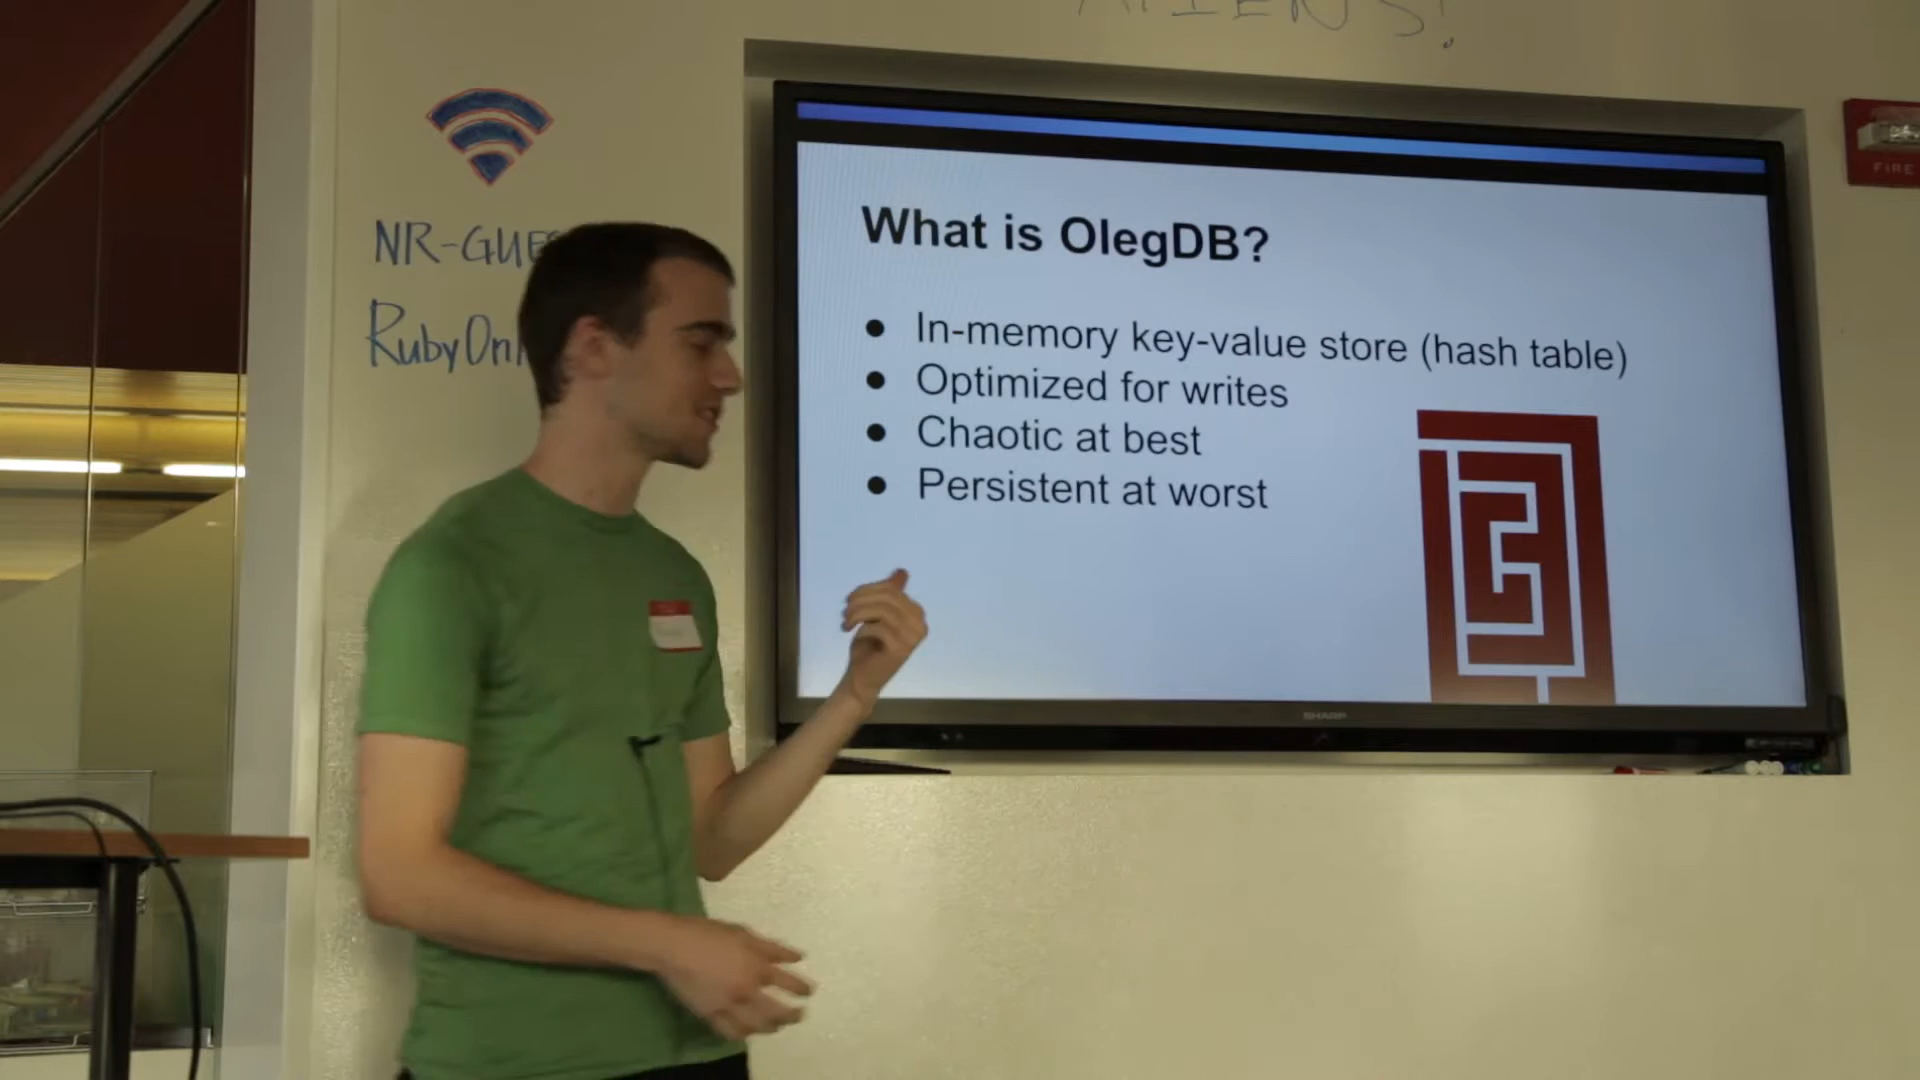 NR-GUE
RubyOn
What is OlegDB?
● In-memory key-value store (hash table)
● Optimized for writes
● Chaotic at best
● Persistent at worst
SHARP
FIRE